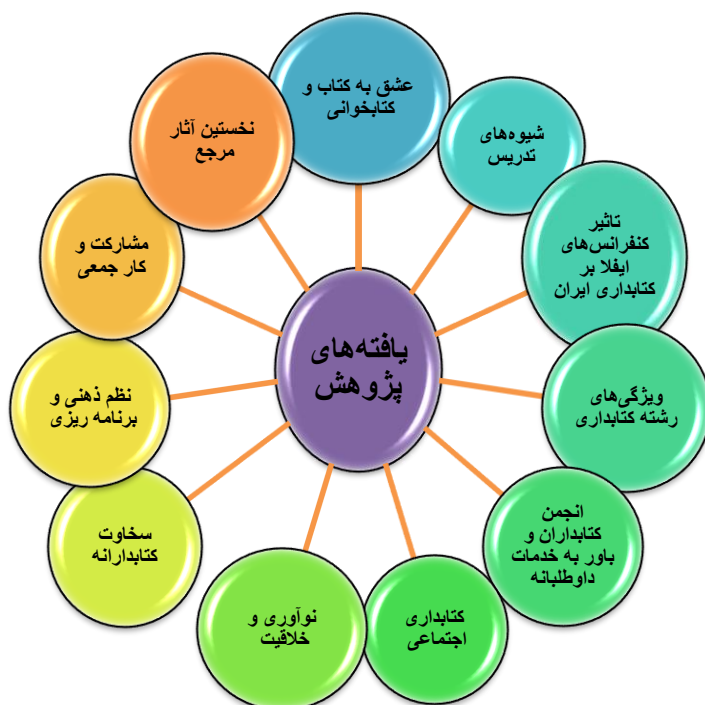 یافته‌های
پژوهش
عشق به کتاب و
کتابخوانی
شیوه‌های
تدریس
تاثیر
کنفرانس‌های
ایفلا بر
کتابداری ایران
ویژگی‌های
رشته کتابداری
انجمن
کتابداران و
باور به خدمات
داوطلبانه
کتابداری
اجتماعی
نوآوری و
خلاقیت
سخاوت
کتابدارانه
نظم ذهنی و
برنامه ریزی
مشارکت و
کار جمعی
نخستین آثار
مرجع